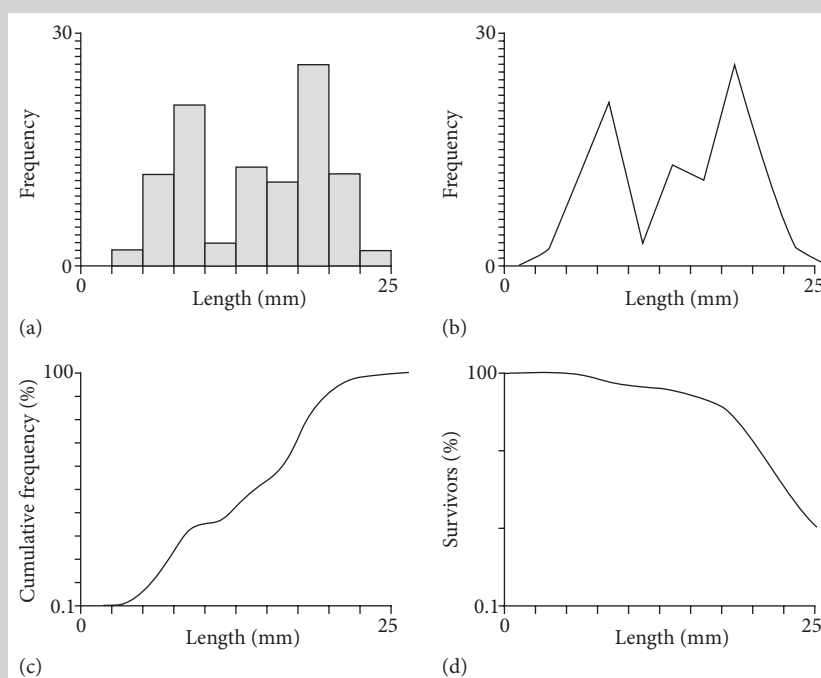 30
Frequency
0
0
Length (mm)
25
(a)
30
Frequency
0
0
Length (mm)
25
(b)
100
Cumulative frequency (%)
0.1
0
Length (mm)
25
(c)
100
Survivors (%)
0.1
0
Length (mm)
25
(d)